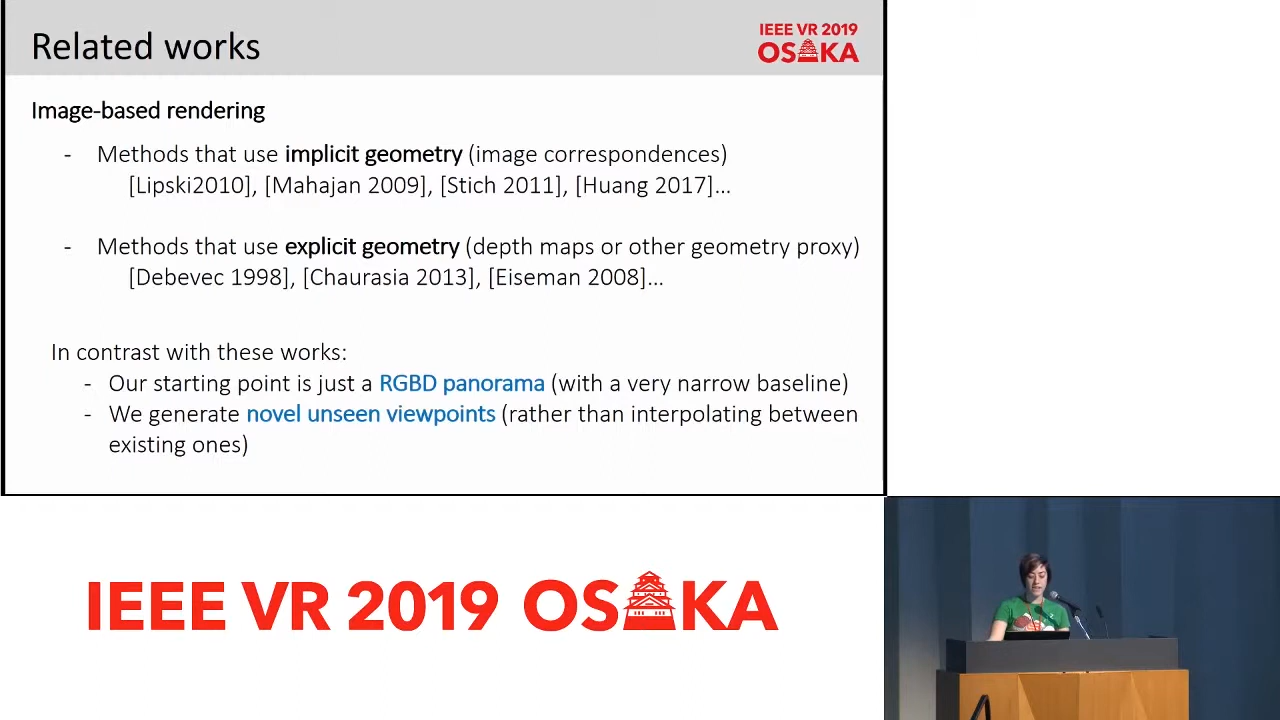 Related works
IEEE VR 2019
OSAKA
Image-based rendering
- Methods that use implicit geometry (image correspondences)
[Lipski2010], [Mahajan 2009], [Stich 2011], [Huang 2017]...
- Methods that use explicit geometry (depth maps or other geometry proxy)
[Debevec 1998], [Chaurasia 2013], [Eiseman 2008]...
In contrast with these works:
- Our starting point is just a RGBD panorama (with a very narrow baseline)
- We generate novel unseen viewpoints (rather than interpolating between
existing ones)
IEEE VR 2019 OSAKA